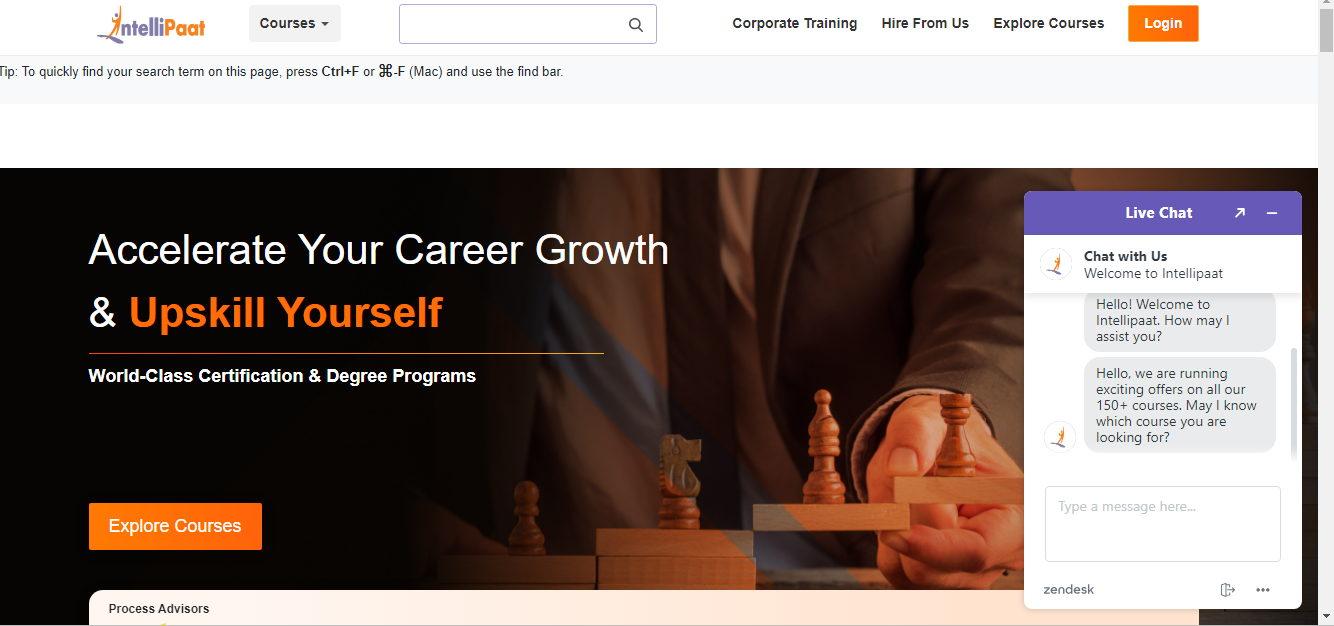 IntelliPaat
Courses
Corporate Training
Hire From Us
Explore Courses
Login
Tip: To quickly find your search term on this page, press Ctrl+F or ⌘-F (Mac) and use the find bar.
Accelerate Your Career Growth
& Upskill Yourself
World-Class Certification & Degree Programs
Explore Courses
Process Advisors
Live Chat
Chat with Us
Welcome to Intellipaat
Hello! Welcome to
Intellipaat. How may I
assist you?
Hello, we are running
exciting offers on all our
150+ courses. May I know
which course you are
looking for?
Type a message here...
zendesk